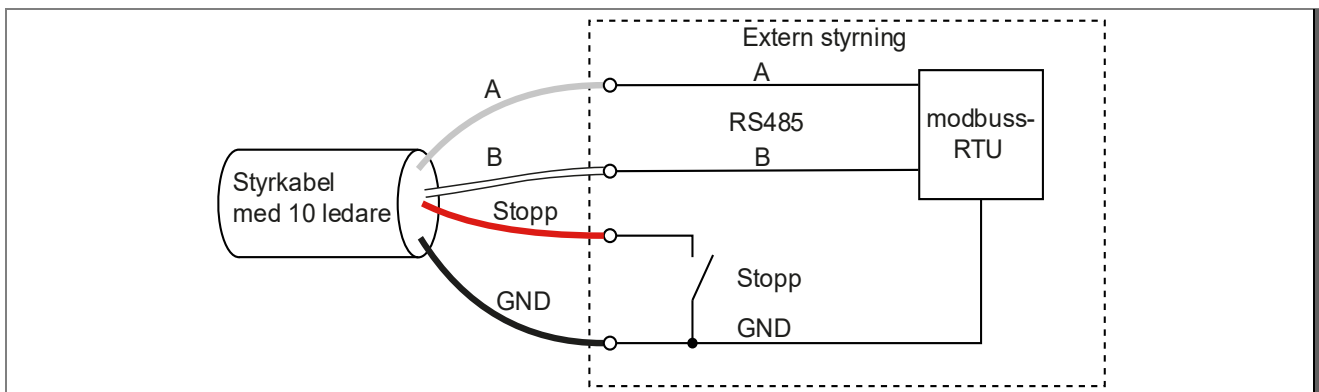 Extern styrning
A
A
RS485
modbuss-
RTU
B
B
Styrkabel
med 10 ledare
Stopp
Stopp
GND
GND